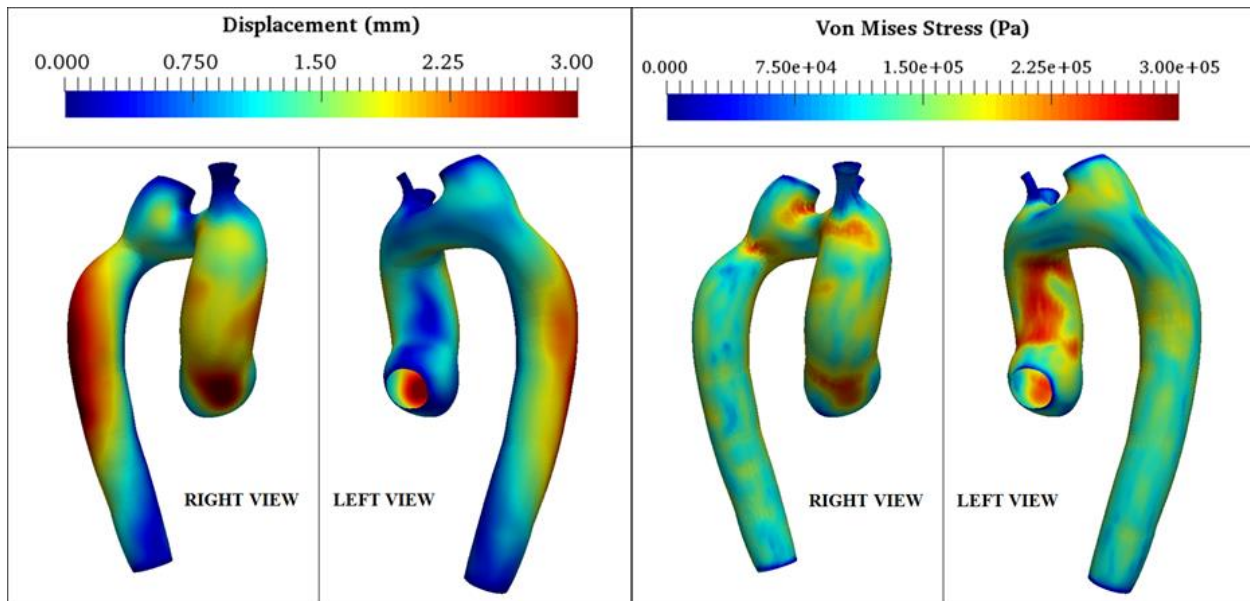 Displacement (mm)
0.000 0.750 1.50 2.25 3.00
Von Mises Stress (Pa)
0.000 7.50e+04 1.50e+05 2.25e+05 3.00e+05
RIGHT VIEW
LEFT VIEW
RIGHT VIEW
LEFT VIEW